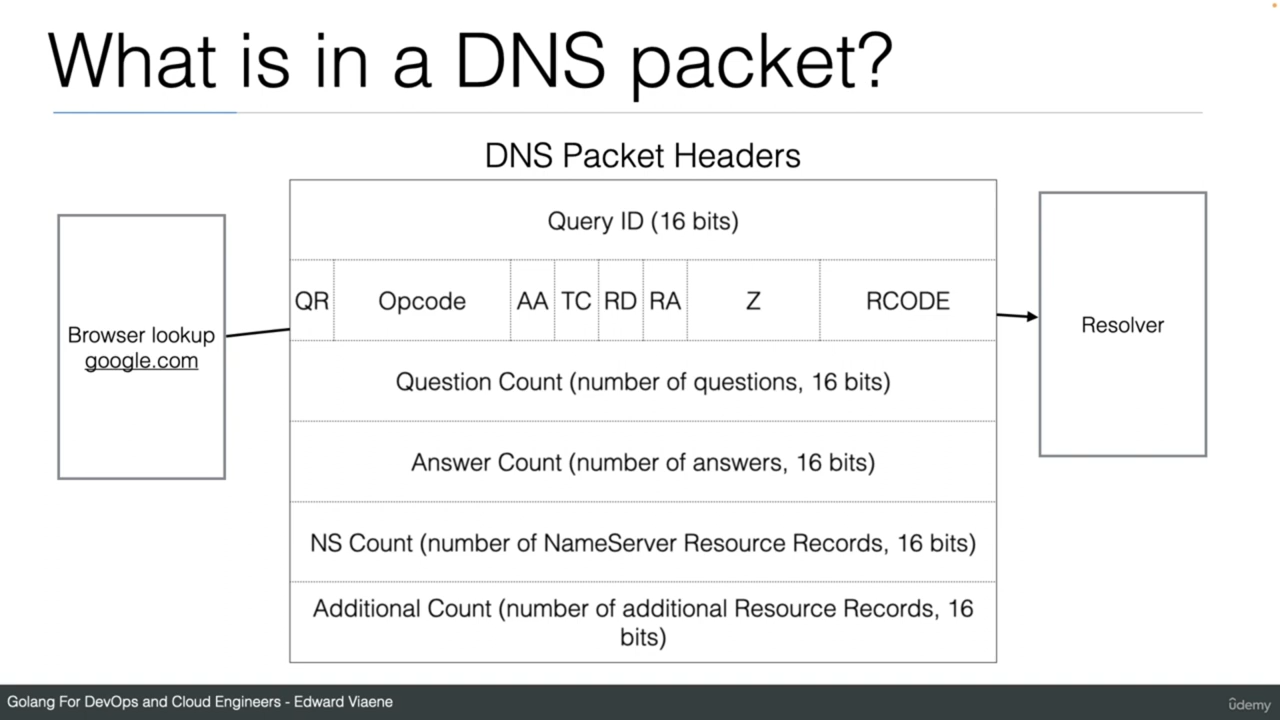 What is in a DNS packet?
DNS Packet Headers
Query ID (16 bits)
QR Opcode AA TC RD RA Z RCODE
Browser lookup
google.com
Resolver
Question Count (number of questions, 16 bits)
Answer Count (number of answers, 16 bits)
NS Count (number of NameServer Resource Records, 16 bits)
Additional Count (number of additional Resource Records, 16
bits)
Golang For DevOps and Cloud Engineers - Edward Viaene
ûdemy